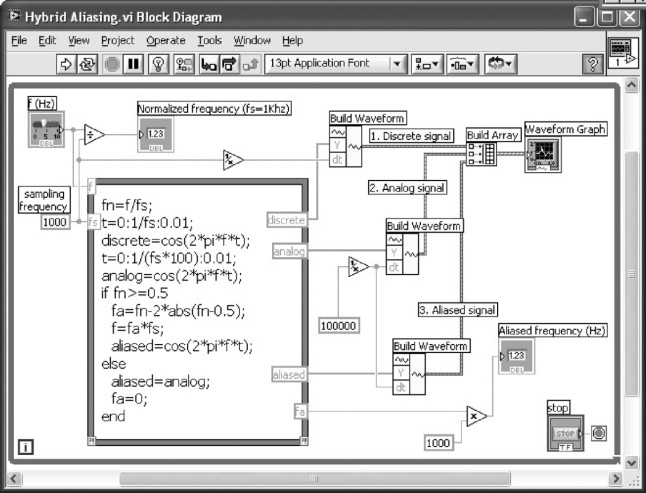 Hybrid Aliasing.vi Block Diagram
File Edit View Project Operate Tools Window Help
13pt Application Font
?
1
f (Hz)
DBL
Normalized frequency (fs=1Khz)
1.23
DBL
÷
Build Waveform
Y
dt
1. Discrete signal
Build Array
Waveform Graph
sampling
frequency
1000
f
fs
fn=f/fs;
t=0:1/fs:0.01;
discrete=cos(2*pi*f*t);
t=0:1/(fs*100):0.01;
analog=cos(2*pi*f*t);
if fn>=0.5
fa=fn-2*abs(fn-0.5);
f=fa*fs;
aliased=cos(2*pi*f*t);
else
aliased=analog;
fa=0;
end
discrete
analog
aliased
fa
2. Analog signal
Build Waveform
Y
dt
100000
3. Aliased signal
Build Waveform
Y
dt
Aliased frequency (Hz)
1.23
DBL
x
1000
stop
STOP
TF
i